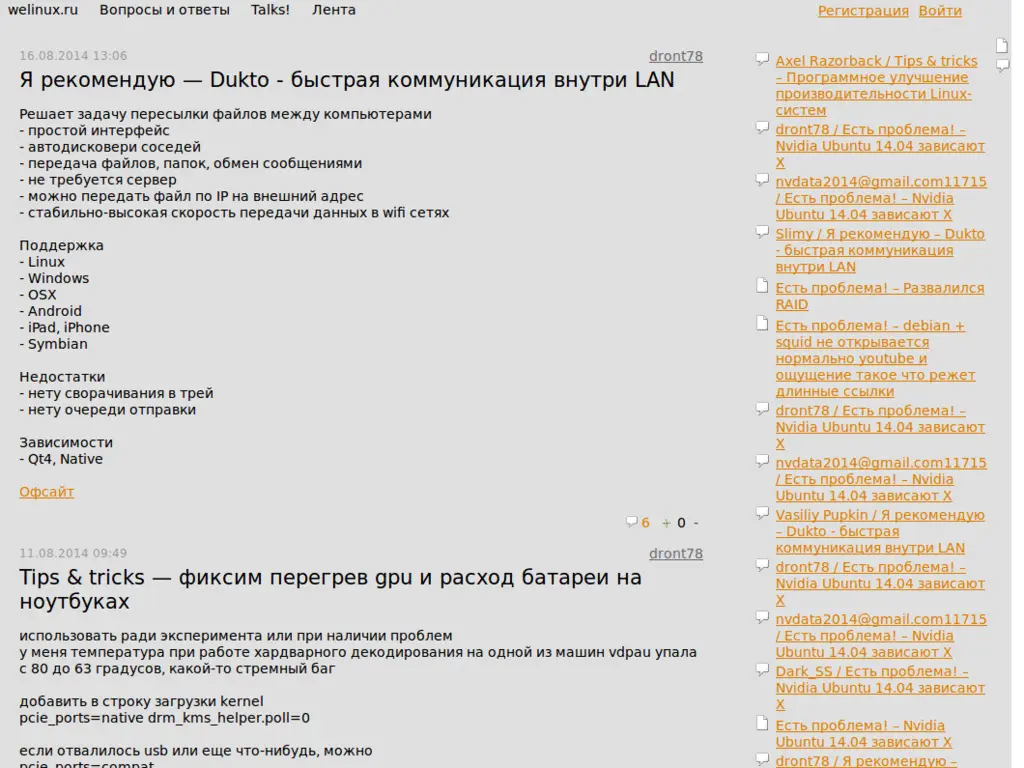 welinux.ru Вопросы и ответы Talks! Лента
Регистрация Войти
16.08.2014 13:06
dront78
Я рекомендую — Dukto - быстрая коммуникация внутри LAN
Решает задачу пересылки файлов между компьютерами
- простой интерфейс
- автодисковери соседей
- передача файлов, папок, обмен сообщениями
- не требуется сервер
- можно передать файл по IP на внешний адрес
- стабильно-высокая скорость передачи данных в wifi сетях
Поддержка
- Linux
- Windows
- OSX
- Android
- iPad, iPhone
- Symbian
Недостатки
- нету сворачивания в трей
- нету очереди отправки
Зависимости
- Qt4, Native
Офсайт
6 + 0 -
11.08.2014 09:49
dront78
Tips & tricks — фиксим перегрев gpu и расход батареи на
ноутбуках
использовать ради эксперимента или при наличии проблем
у меня температура при работе хардварного декодирования на одной из машин vdpau упала
с 80 до 63 градусов, какой-то стремный баг
добавить в строку загрузки kernel
pcie_ports=native drm_kms_helper.poll=0
если отвалилось usb или еще что-нибудь, можно
pcie_ports=compat
Axel Razorback / Tips & tricks
– Программное улучшение
производительности Linux-
систем
dront78 / Есть проблема! –
Nvidia Ubuntu 14.04 зависают
X
nvdata2014@gmail.com11715
/ Есть проблема! – Nvidia
Ubuntu 14.04 зависают X
Slimy / Я рекомендую – Dukto
- быстрая коммуникация
внутри LAN
Есть проблема! – Развалился
RAID
Есть проблема! – debian +
squid не открывается
нормально youtube и
ощущение такое что режет
длинные ссылки
dront78 / Есть проблема! –
Nvidia Ubuntu 14.04 зависают
X
nvdata2014@gmail.com11715
/ Есть проблема! – Nvidia
Ubuntu 14.04 зависают X
Vasiliy Pupkin / Я рекомендую
– Dukto - быстрая
коммуникация внутри LAN
dront78 / Есть проблема! –
Nvidia Ubuntu 14.04 зависают
X
nvdata2014@gmail.com11715
/ Есть проблема! – Nvidia
Ubuntu 14.04 зависают X
Dark_SS / Есть проблема! –
Nvidia Ubuntu 14.04 зависают
X
Есть проблема! – Nvidia
Ubuntu 14.04 зависают X
dront78 / Я рекомендую –